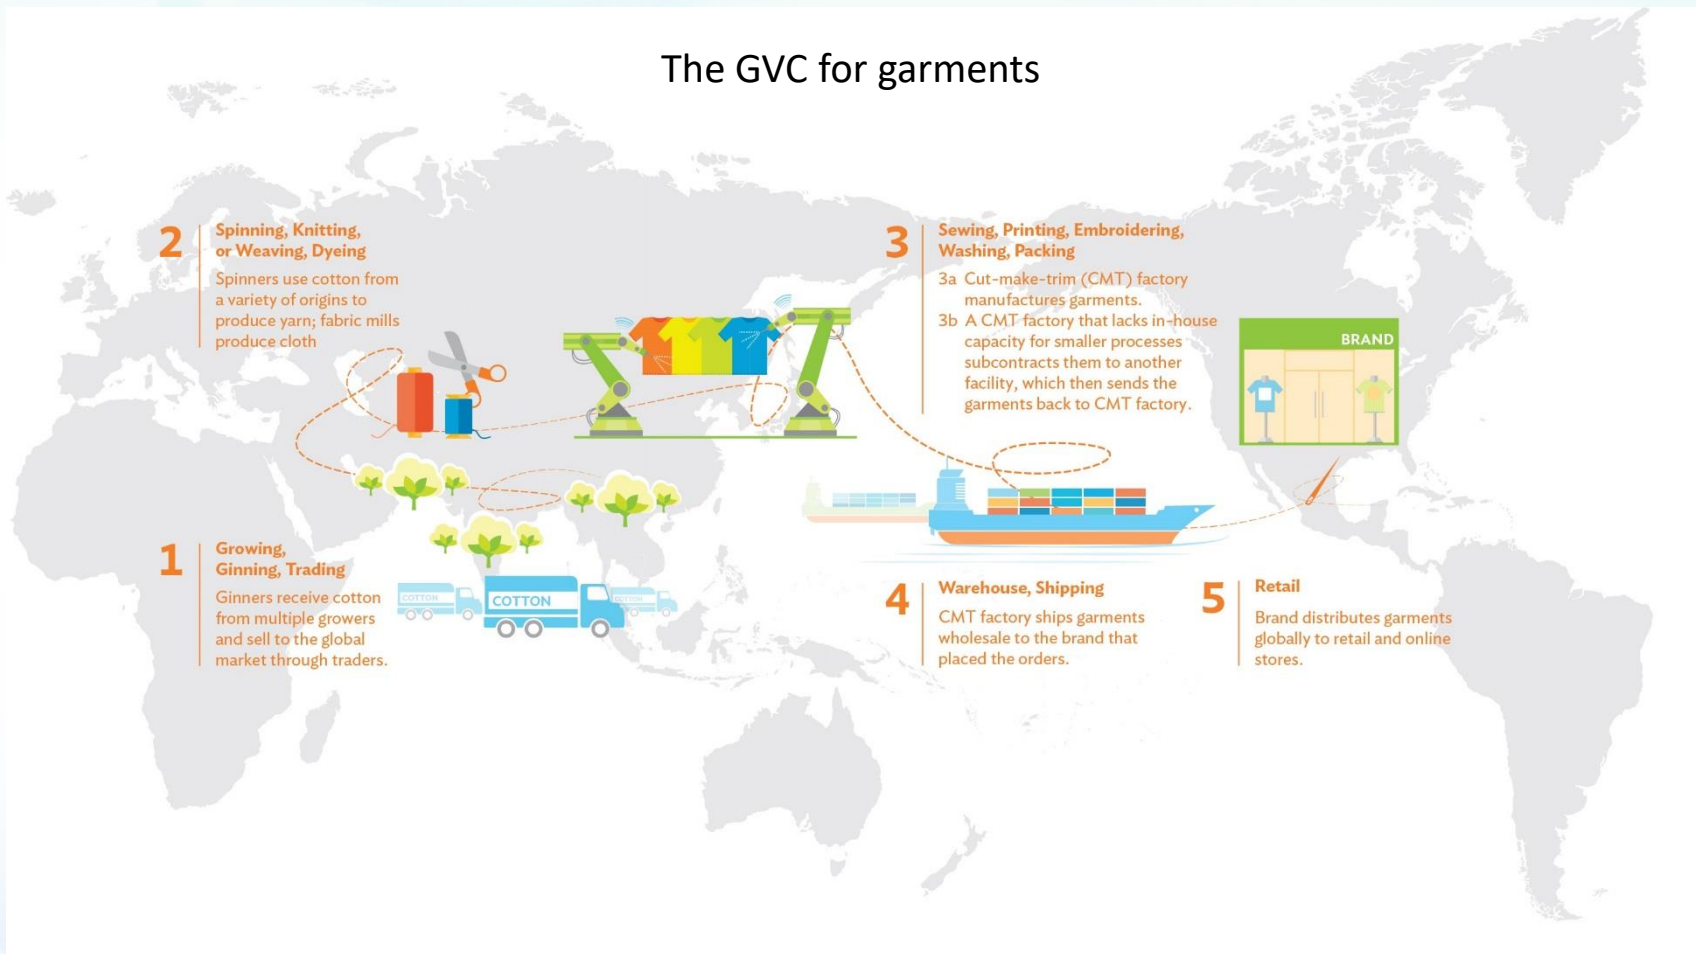 The GVC for garments
2
Spinning, Knitting,
or Weaving, Dyeing
Spinners use cotton from
a variety of origins to
produce yarn; fabric mills
produce cloth
3
Sewing, Printing, Embroidering,
Washing, Packing
3a Cut-make-trim (CMT) factory
manufactures garments.
3b A CMT factory that lacks in-house
capacity for smaller processes
subcontracts them to another
facility, which then sends the
garments back to CMT factory.
BRAND
1
Growing,
Ginning, Trading
Ginners receive cotton
from multiple growers
and sell to the global
market through traders.
COTTON
COTTON
COTTON
4
Warehouse, Shipping
CMT factory ships garments
wholesale to the brand that
placed the orders.
5
Retail
Brand distributes garments
globally to retail and online
stores.